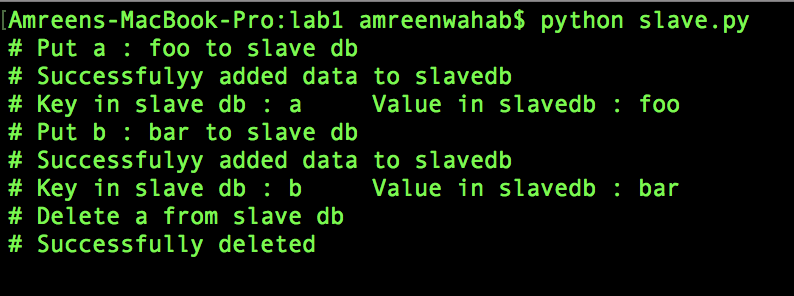 [Amreens-MacBook-Pro:lab1 amreenwahab$ python slave.py
# Put a : foo to slave db
# Successfulyy added data to slavedb
# Key in slave db : a     Value in slavedb : foo
# Put b : bar to slave db
# Successfulyy added data to slavedb
# Key in slave db : b     Value in slavedb : bar
# Delete a from slave db
# Successfully deleted